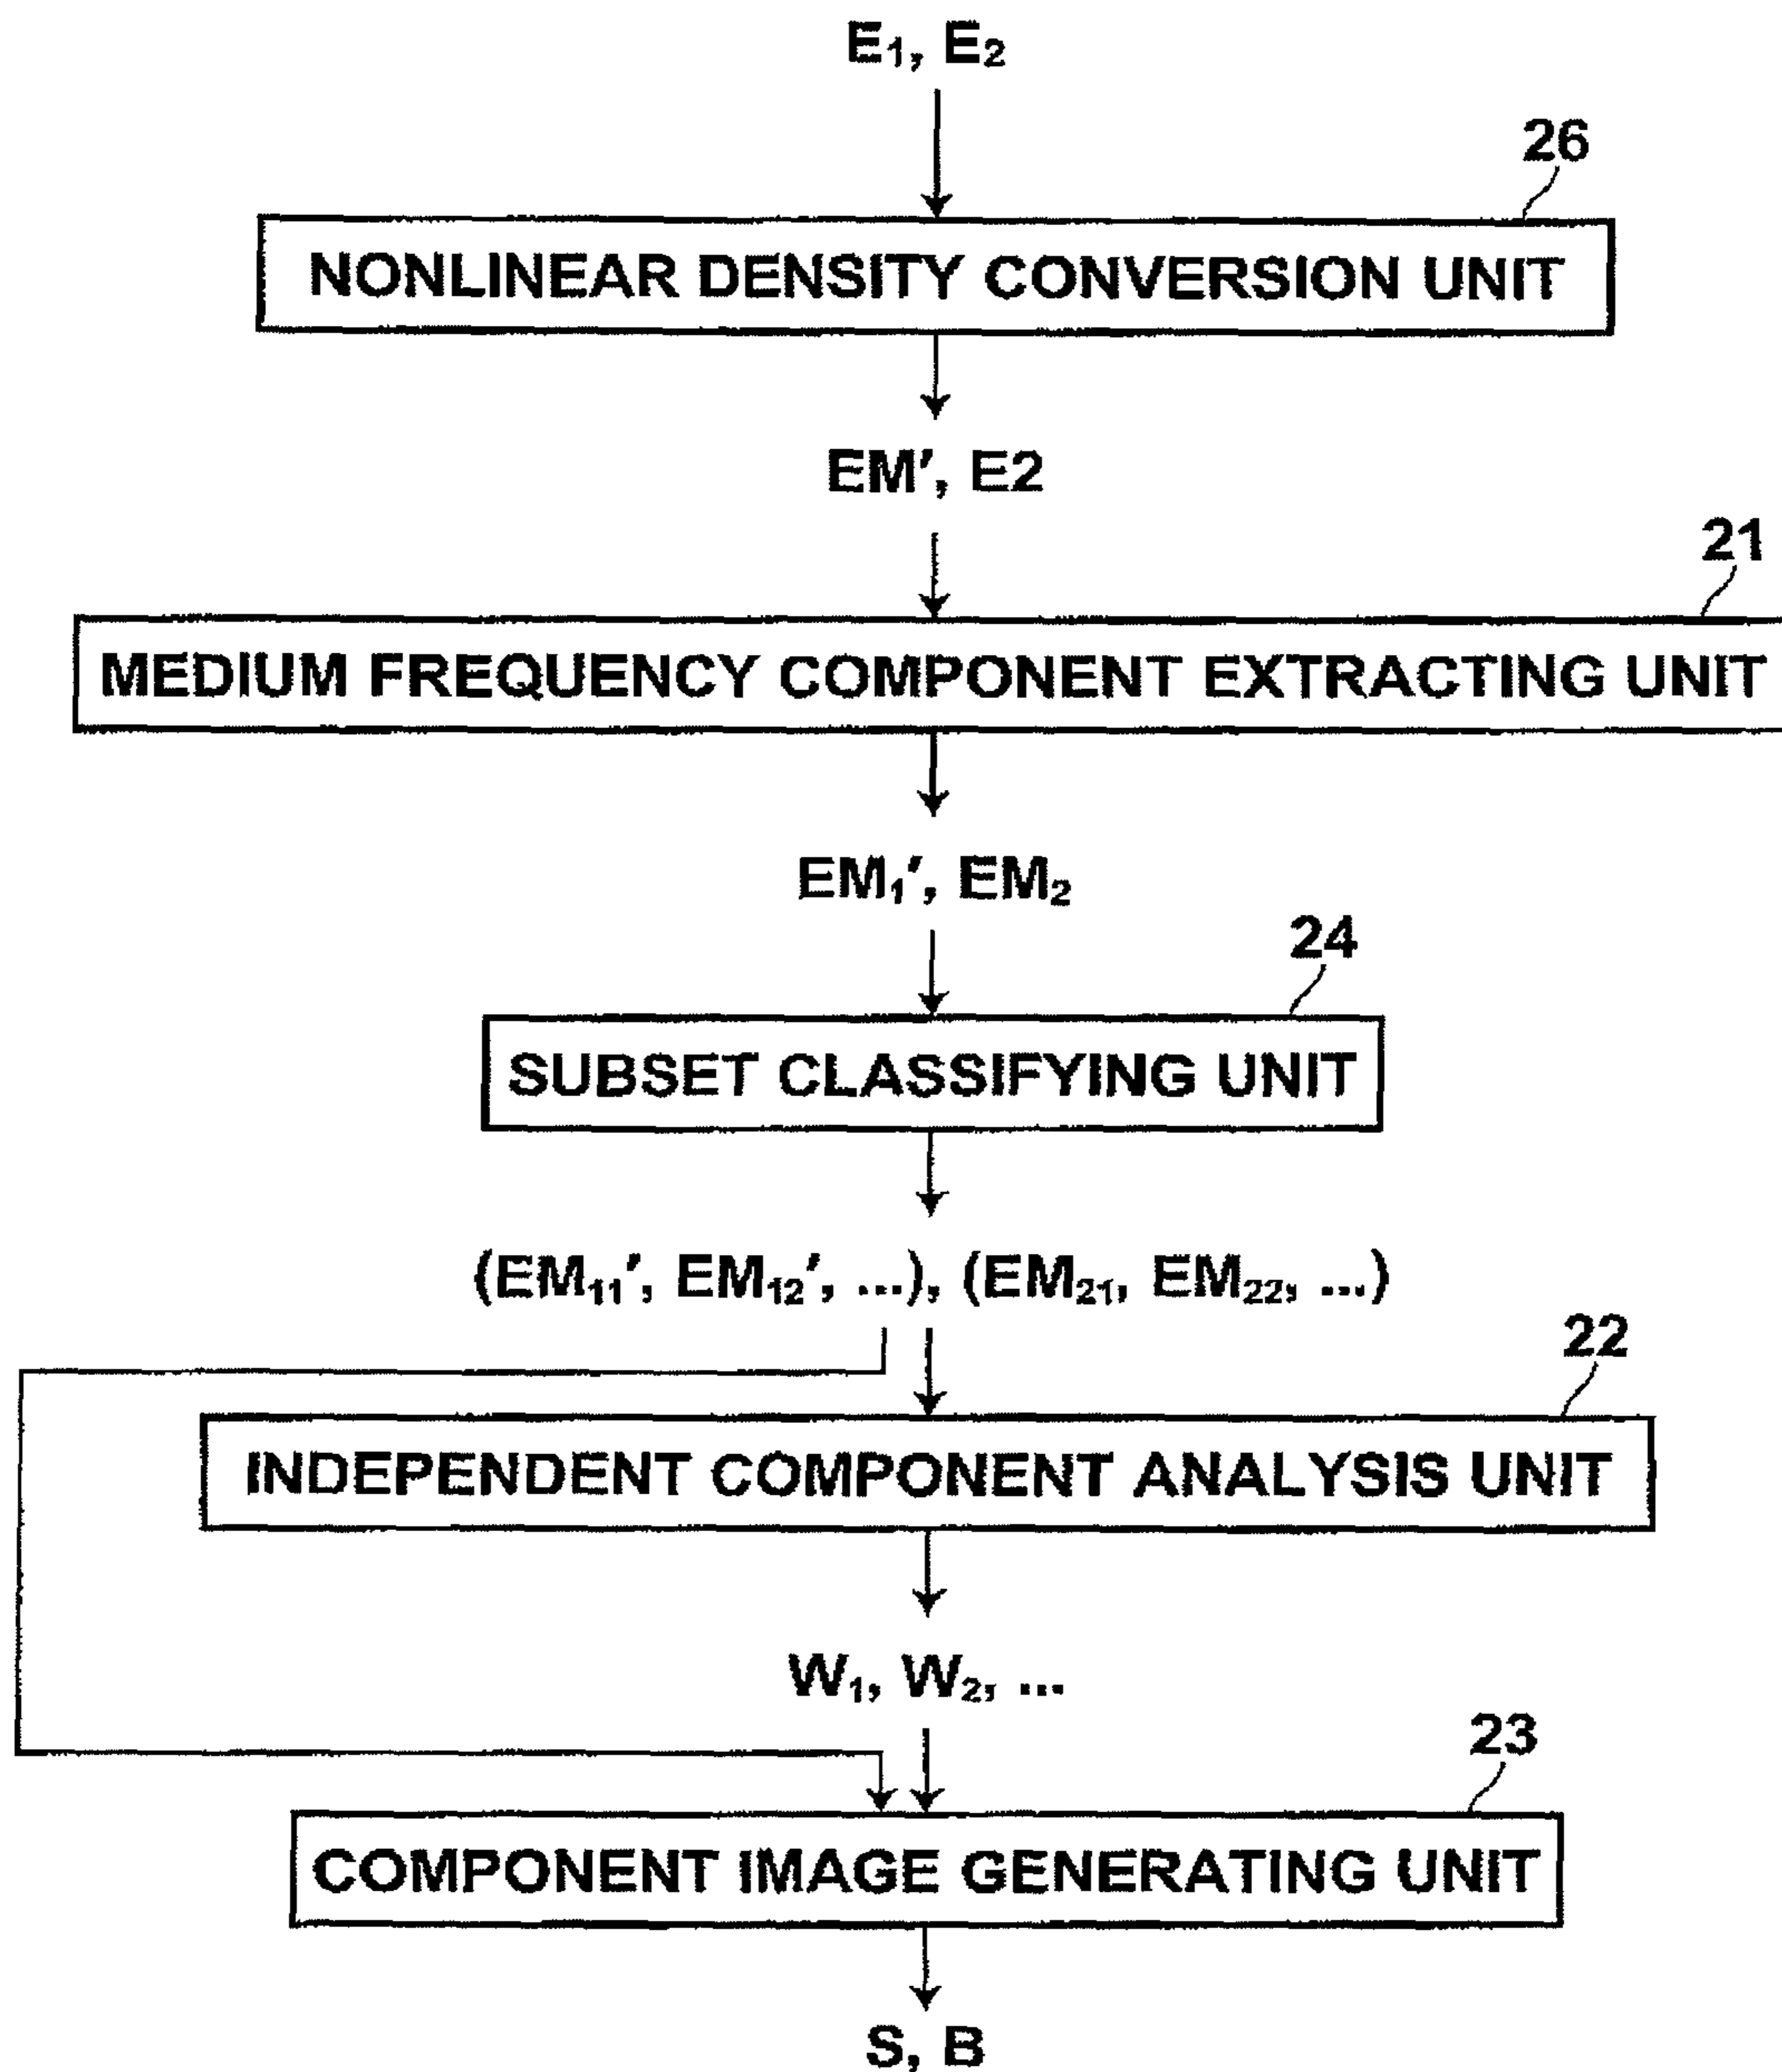 E₁, E₂
26
NONLINEAR DENSITY CONVERSION UNIT
EM′, E2
21
MEDIUM FREQUENCY COMPONENT EXTRACTING UNIT
EM₁′, EM₂
24
SUBSET CLASSIFYING UNIT
(EM₁₁′, EM₁₂′, ...), (EM₂₁, EM₂₂, ...)
22
INDEPENDENT COMPONENT ANALYSIS UNIT
W₁, W₂, ...
23
COMPONENT IMAGE GENERATING UNIT
S, B